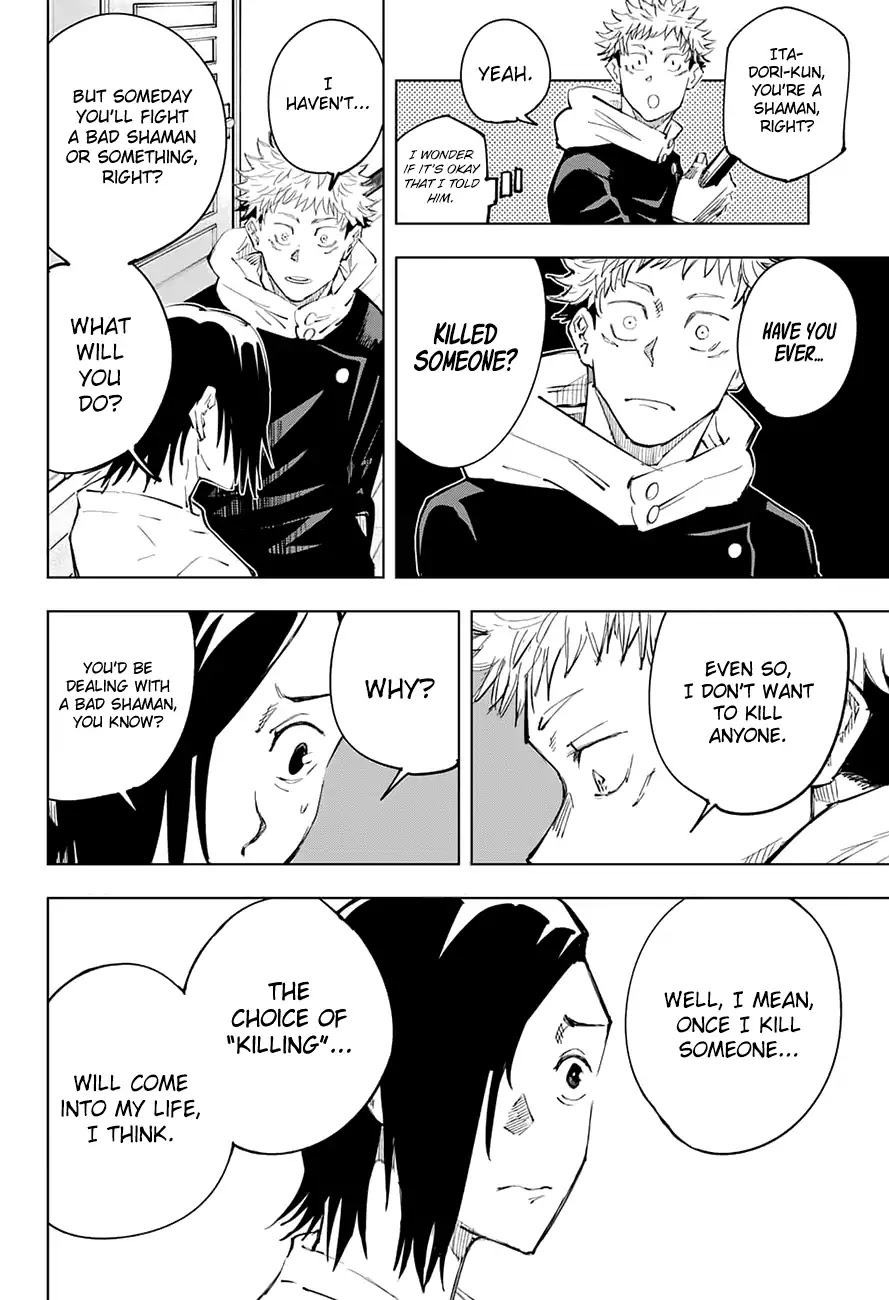 ITA-
DORI-KUN,
YOU'RE A
SHAMAN,
RIGHT?
YEAH.
I WONDER
IF IT'S OKAY
THAT I TOLD
HIM.
HAVE YOU
EVER...
KILLED
SOMEONE?
I
HAVEN'T...
BUT SOMEDAY
YOU'LL FIGHT
A BAD SHAMAN
OR SOMETHING,
RIGHT?
WHAT
WILL
YOU
DO?
EVEN SO,
I DON'T WANT
TO KILL
ANYONE.
WHY?
YOU'D BE
DEALING WITH
A BAD SHAMAN,
YOU KNOW?
WELL, I MEAN,
ONCE I KILL
SOMEONE...
THE
CHOICE OF
"KILLING"...
WILL COME
INTO MY LIFE,
I THINK.